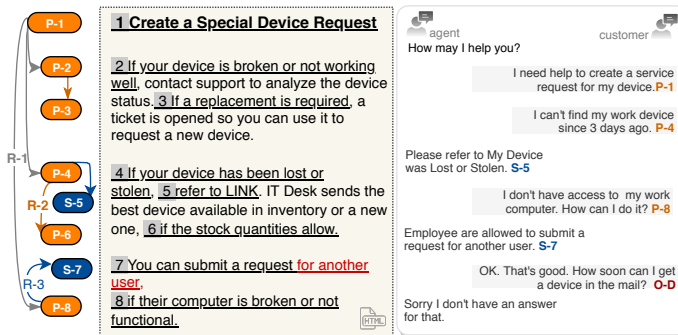 P-1
P-2
P-3
R-1
P-4
S-5
R-2
P-6
S-7
R-3
P-8
1 Create a Special Device Request
2 If your device is broken or not working
well, contact support to analyze the device
status. 3 If a replacement is required, a
ticket is opened so you can use it to
request a new device.
4 If your device has been lost or
stolen, 5 refer to LINK. IT Desk sends the
best device available in inventory or a new
one, 6 if the stock quantities allow.
7 You can submit a request for another
user,
8 if their computer is broken or not
functional.
HTML
agent
customer
How may I help you?
I need help to create a service
request for my device.P-1
I can't find my work device
since 3 days ago. P-4
Please refer to My Device
was Lost or Stolen. S-5
I don't have access to my work
computer. How can I do it? P-8
Employee are allowed to submit a
request for another user. S-7
OK. That's good. How soon can I get
a device in the mail? O-D
Sorry I don't have an answer
for that.